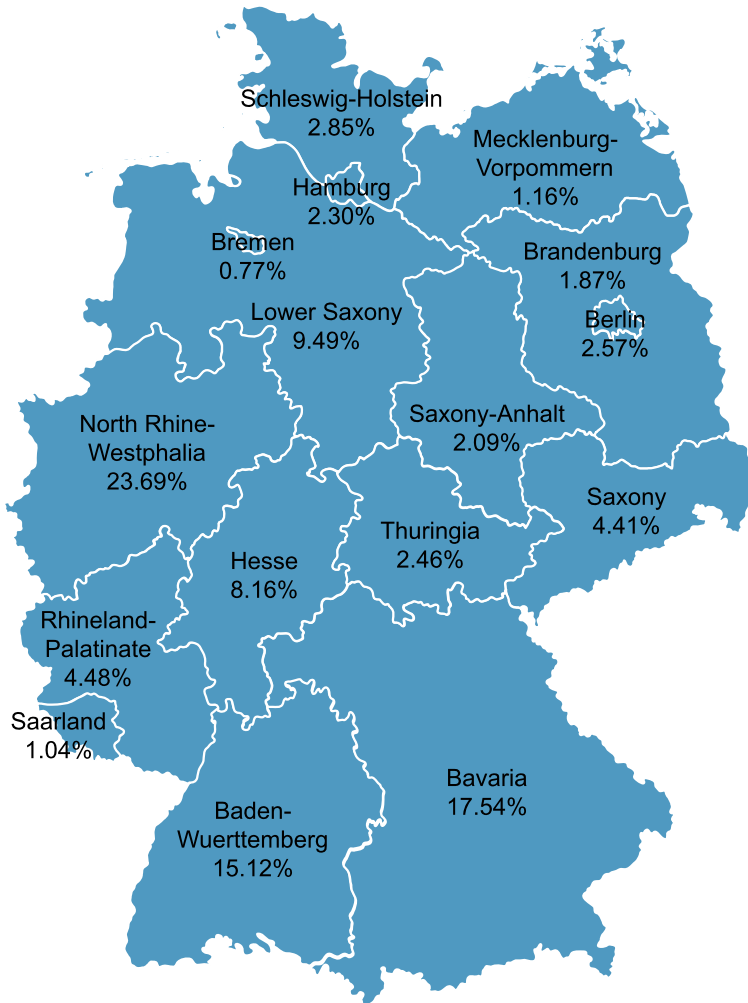 Schleswig-Holstein
2.85%
Mecklenburg-
Vorpommern
1.16%
Hamburg
2.30%
Bremen
0.77%
Brandenburg
1.87%
Lower Saxony
9.49%
Berlin
2.57%
North Rhine-
Westphalia
23.69%
Saxony-Anhalt
2.09%
Saxony
4.41%
Thuringia
2.46%
Hesse
8.16%
Rhineland-
Palatinate
4.48%
Saarland
1.04%
Bavaria
17.54%
Baden-
Wuerttemberg
15.12%